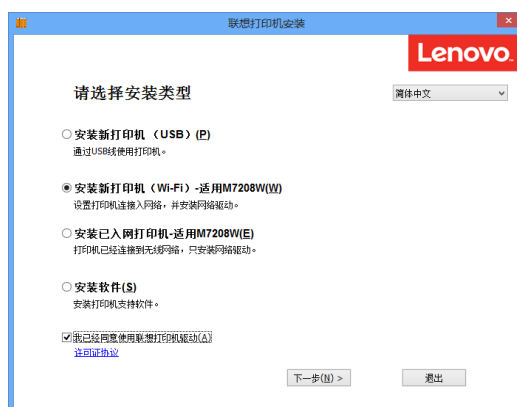 联想打印机安装
Lenovo.
请选择安装类型
简体中文
安装新打印机 （USB）(P)
通过USB线使用打印机。
安装新打印机（Wi-Fi）-适用M7208W(W)
设置打印机连接入网络，并安装网络驱动。
安装已入网打印机-适用M7208W(E)
打印机已经连接到无线网络，只安装网络驱动。
安装软件(S)
安装打印机支持软件。
我已经同意使用联想打印机驱动(A)
许可证协议
下一步(N) >
退出